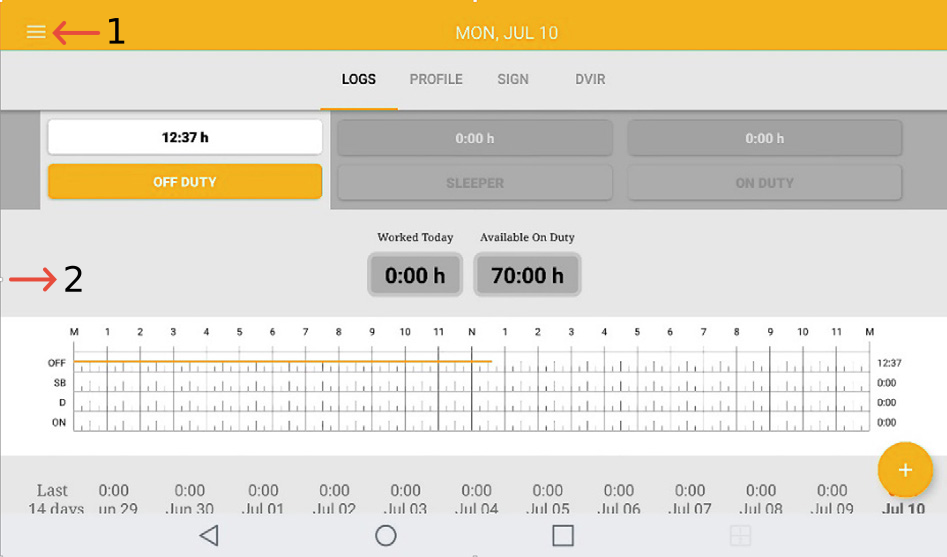 1
MON, JUL 10
LOGS PROFILE SIGN DVIR
12:37 h 0:00 h 0:00 h
OFF DUTY SLEEPER ON DUTY
Worked Today Available On Duty
2
0:00 h 70:00 h
M 1 2 3 4 5 6 7 8 9 10 11 N 1 2 3 4 5 6 7 8 9 10 11 M
OFF 12:37
SB 0:00
D 0:00
ON 0:00
+
Last 0:00 0:00 0:00 0:00 0:00 0:00 0:00 0:00 0:00 0:00 0:00
14 days un 29 Jun 30 Jul 01 Jul 02 Jul 03 Jul 04 Jul 05 Jul 06 Jul 07 Jul 08 Jul 09 Jul 10